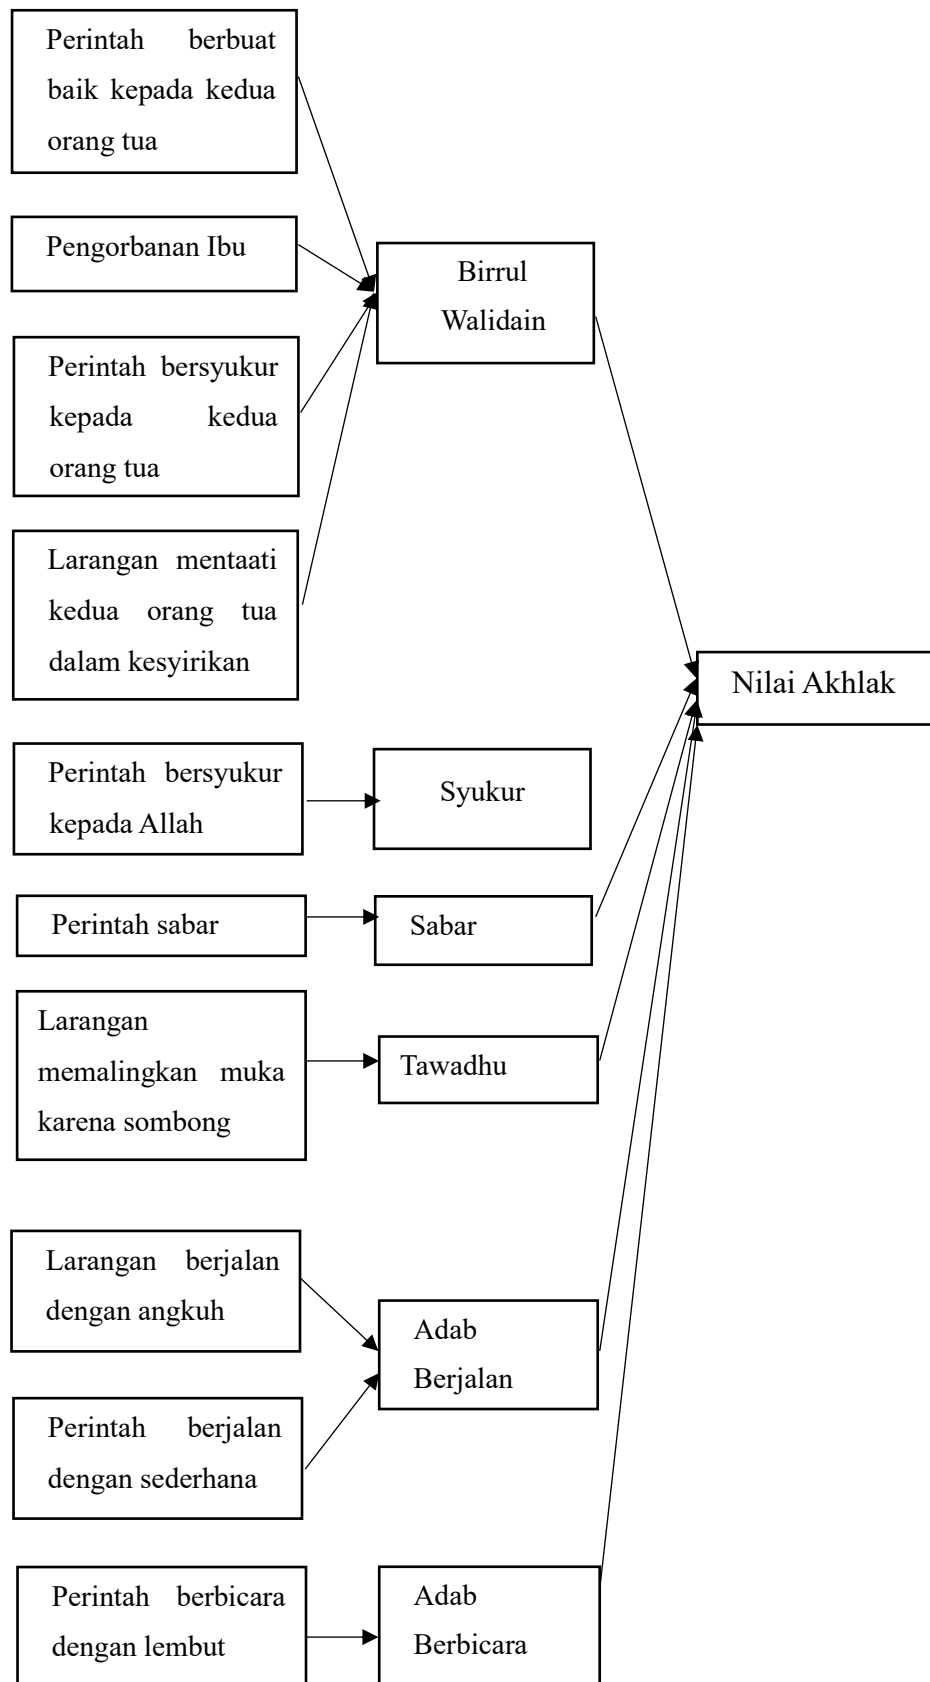 Perintah berbuat
baik kepada kedua
orang tua
Pengorbanan Ibu
Perintah bersyukur
kepada kedua
orang tua
Larangan mentaati
kedua orang tua
dalam kesyirikan
Perintah bersyukur
kepada Allah
Perintah sabar
Larangan
memalingkan muka
karena sombong
Larangan berjalan
dengan angkuh
Perintah berjalan
dengan sederhana
Perintah berbicara
dengan lembut
Birrul
Walidain
Syukur
Sabar
Tawadhu
Adab
Berjalan
Adab
Berbicara
Nilai Akhlak